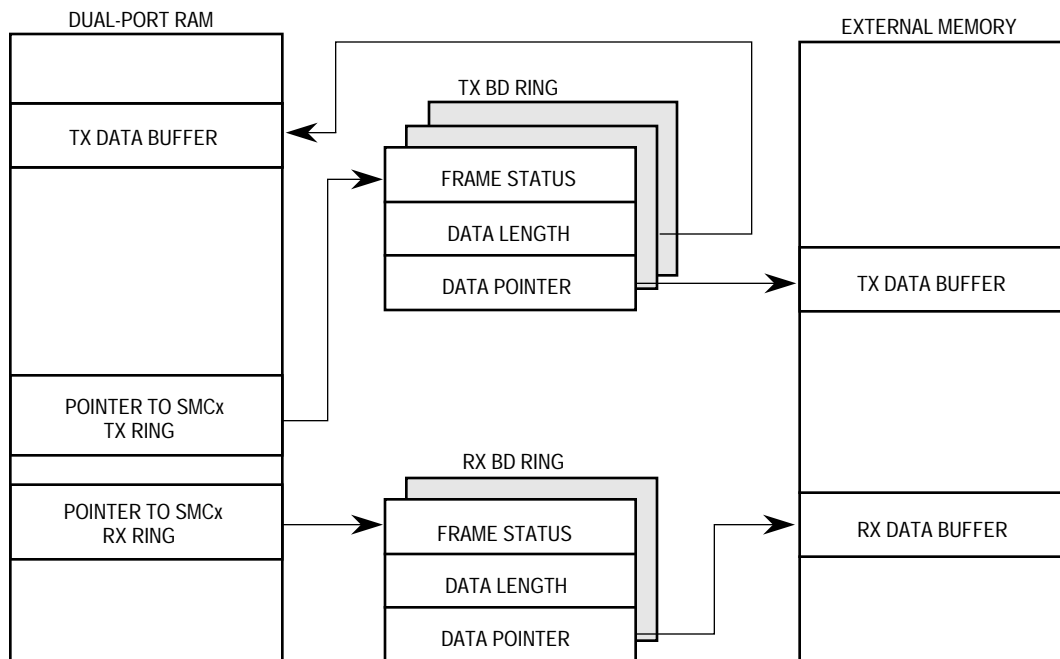 DUAL-PORT RAM
TX DATA BUFFER
POINTER TO SMCx
TX RING
POINTER TO SMCx
RX RING
TX BD RING
FRAME STATUS
DATA LENGTH
DATA POINTER
RX BD RING
FRAME STATUS
DATA LENGTH
DATA POINTER
EXTERNAL MEMORY
TX DATA BUFFER
RX DATA BUFFER